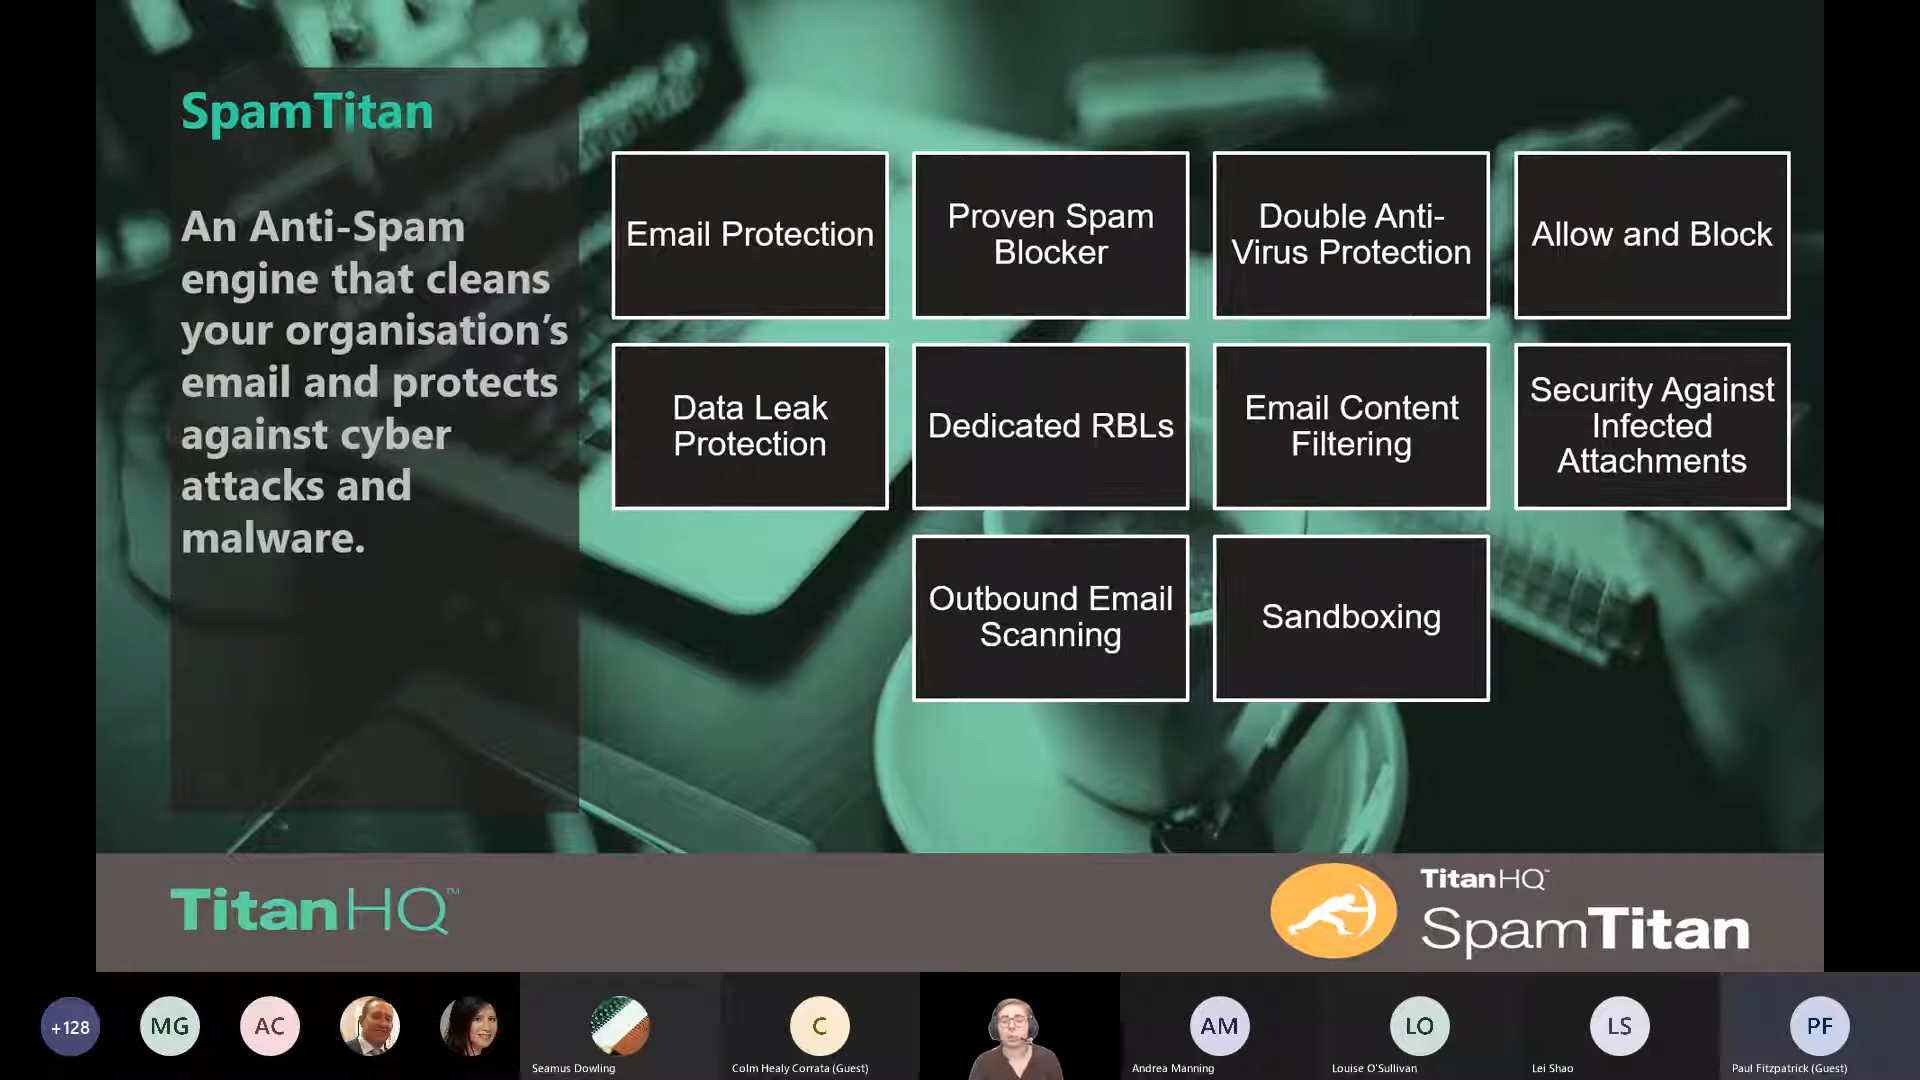 SpamTitan
An Anti-Spam
engine that cleans
your organisation’s
email and protects
against cyber
attacks and
malware.
Email Protection
Proven Spam
Blocker
Double Anti-
Virus Protection
Allow and Block
Data Leak
Protection
Dedicated RBLs
Email Content
Filtering
Security Against
Infected
Attachments
Outbound Email
Scanning
Sandboxing
TitanHQ™
TitanHQ™
SpamTitan
+128
MG
AC
Seamus Dowling
C
Colm Healy Corrata (Guest)
AM
Andrea Manning
LO
Louise O'Sullivan
LS
Lei Shao
PF
Paul Fitzpatrick (Guest)